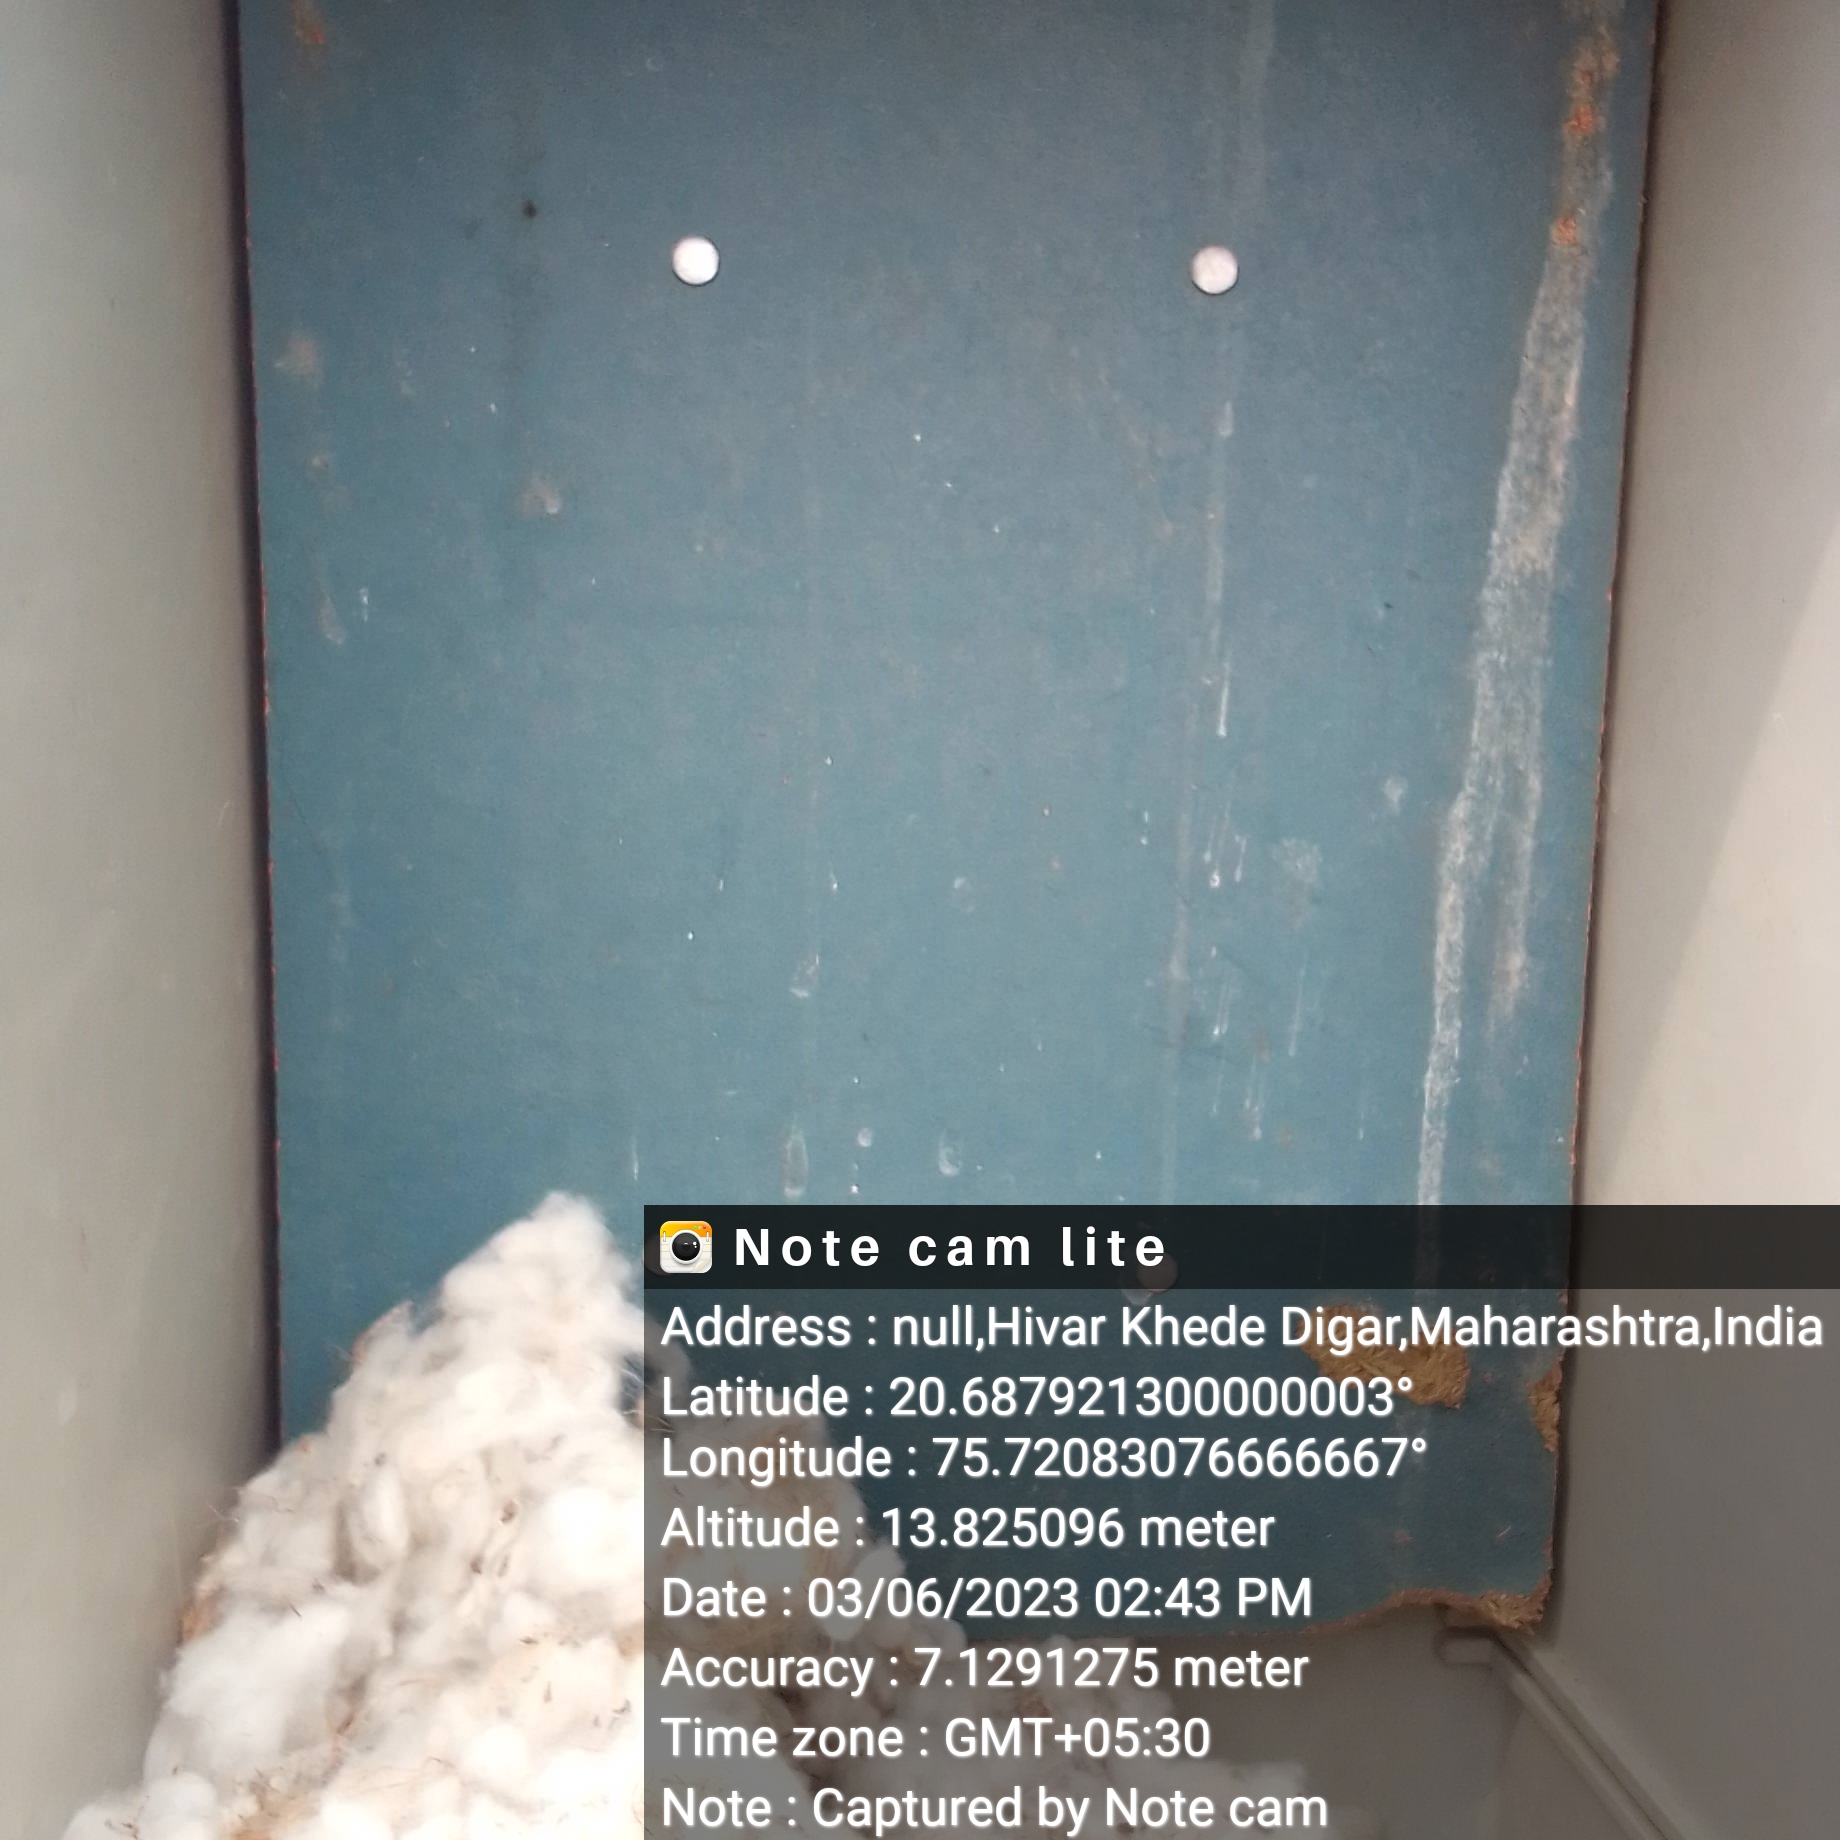 Note cam lite
Address : null,Hivar Khede Digar,Maharashtra,India
Latitude : 20.687921300000003°
Longitude : 75.72083076666667°
Altitude : 13.825096 meter
Date : 03/06/2023 02:43 PM
Accuracy : 7.1291275 meter
Time zone : GMT+05:30
Note : Captured by Note cam